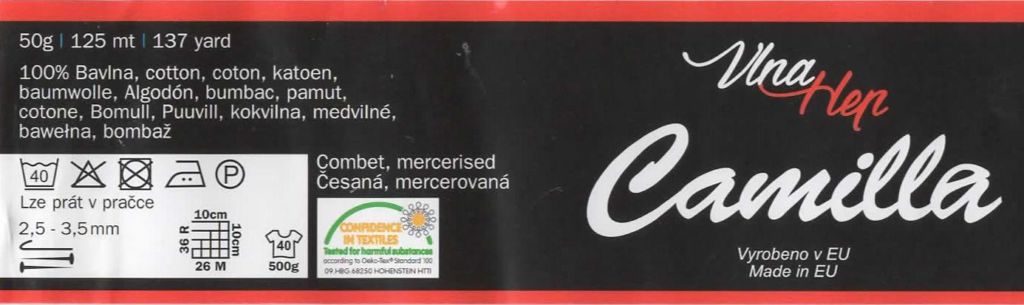 50g | 125 mt | 137 yard
100% Bavlna, cotton, coton, katoen,
baumwolle, Algodón, bumbac, pamut,
cotone, Bomull, Puuvill, kokvilna, medvilné,
bawełna, bombaž
40
P
Lze prát v pračce
2,5 - 3,5 mm
10cm
36 R
10cm
26 M
40
500g
Combet, mercerised
Česaná, mercerovaná
CONFIDENCE
IN TEXTILES
Tested for harmful substances
according to Oeko-Tex® Standard 100
09.HBG.68250 HOHENSTEIN HTTI
Vlna
Hep
Camilla
Vyrobeno v EU
Made in EU